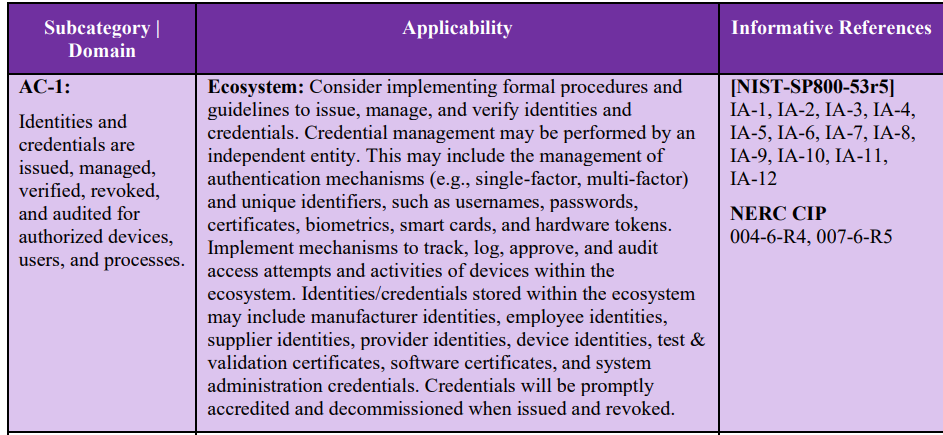 Subcategory |
Domain
Applicability
Informative References
AC-1:
Identities and
credentials are
issued, managed,
verified, revoked,
and audited for
authorized devices,
users, and processes.
Ecosystem: Consider implementing formal procedures and
guidelines to issue, manage, and verify identities and
credentials. Credential management may be performed by an
independent entity. This may include the management of
authentication mechanisms (e.g., single-factor, multi-factor)
and unique identifiers, such as usernames, passwords,
certificates, biometrics, smart cards, and hardware tokens.
Implement mechanisms to track, log, approve, and audit
access attempts and activities of devices within the
ecosystem. Identities/credentials stored within the ecosystem
may include manufacturer identities, employee identities,
supplier identities, provider identities, device identities, test &
validation certificates, software certificates, and system
administration credentials. Credentials will be promptly
accredited and decommissioned when issued and revoked.
[NIST-SP800-53r5]
IA-1, IA-2, IA-3, IA-4,
IA-5, IA-6, IA-7, IA-8,
IA-9, IA-10, IA-11,
IA-12
NERC CIP
004-6-R4, 007-6-R5